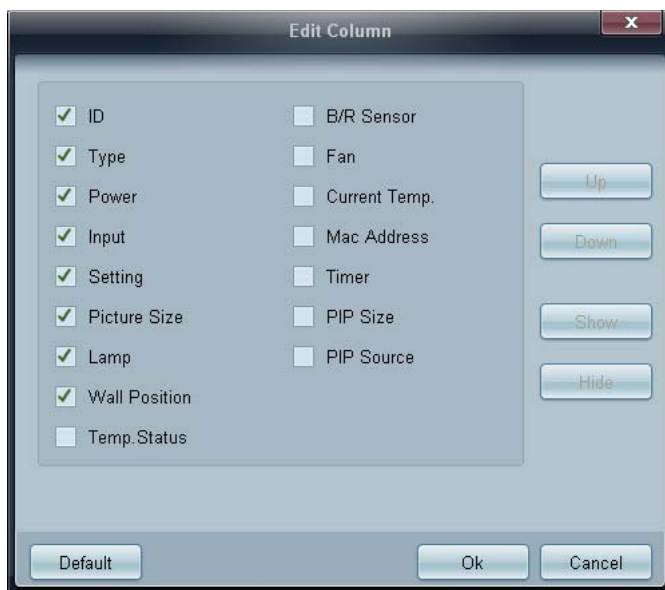 Edit Column
x
ID
Type
Power
Input
Setting
Picture Size
Lamp
Wall Position
Temp.Status
B/R Sensor
Fan
Current Temp.
Mac Address
Timer
PIP Size
PIP Source
Up
Down
Show
Hide
Default
Ok
Cancel